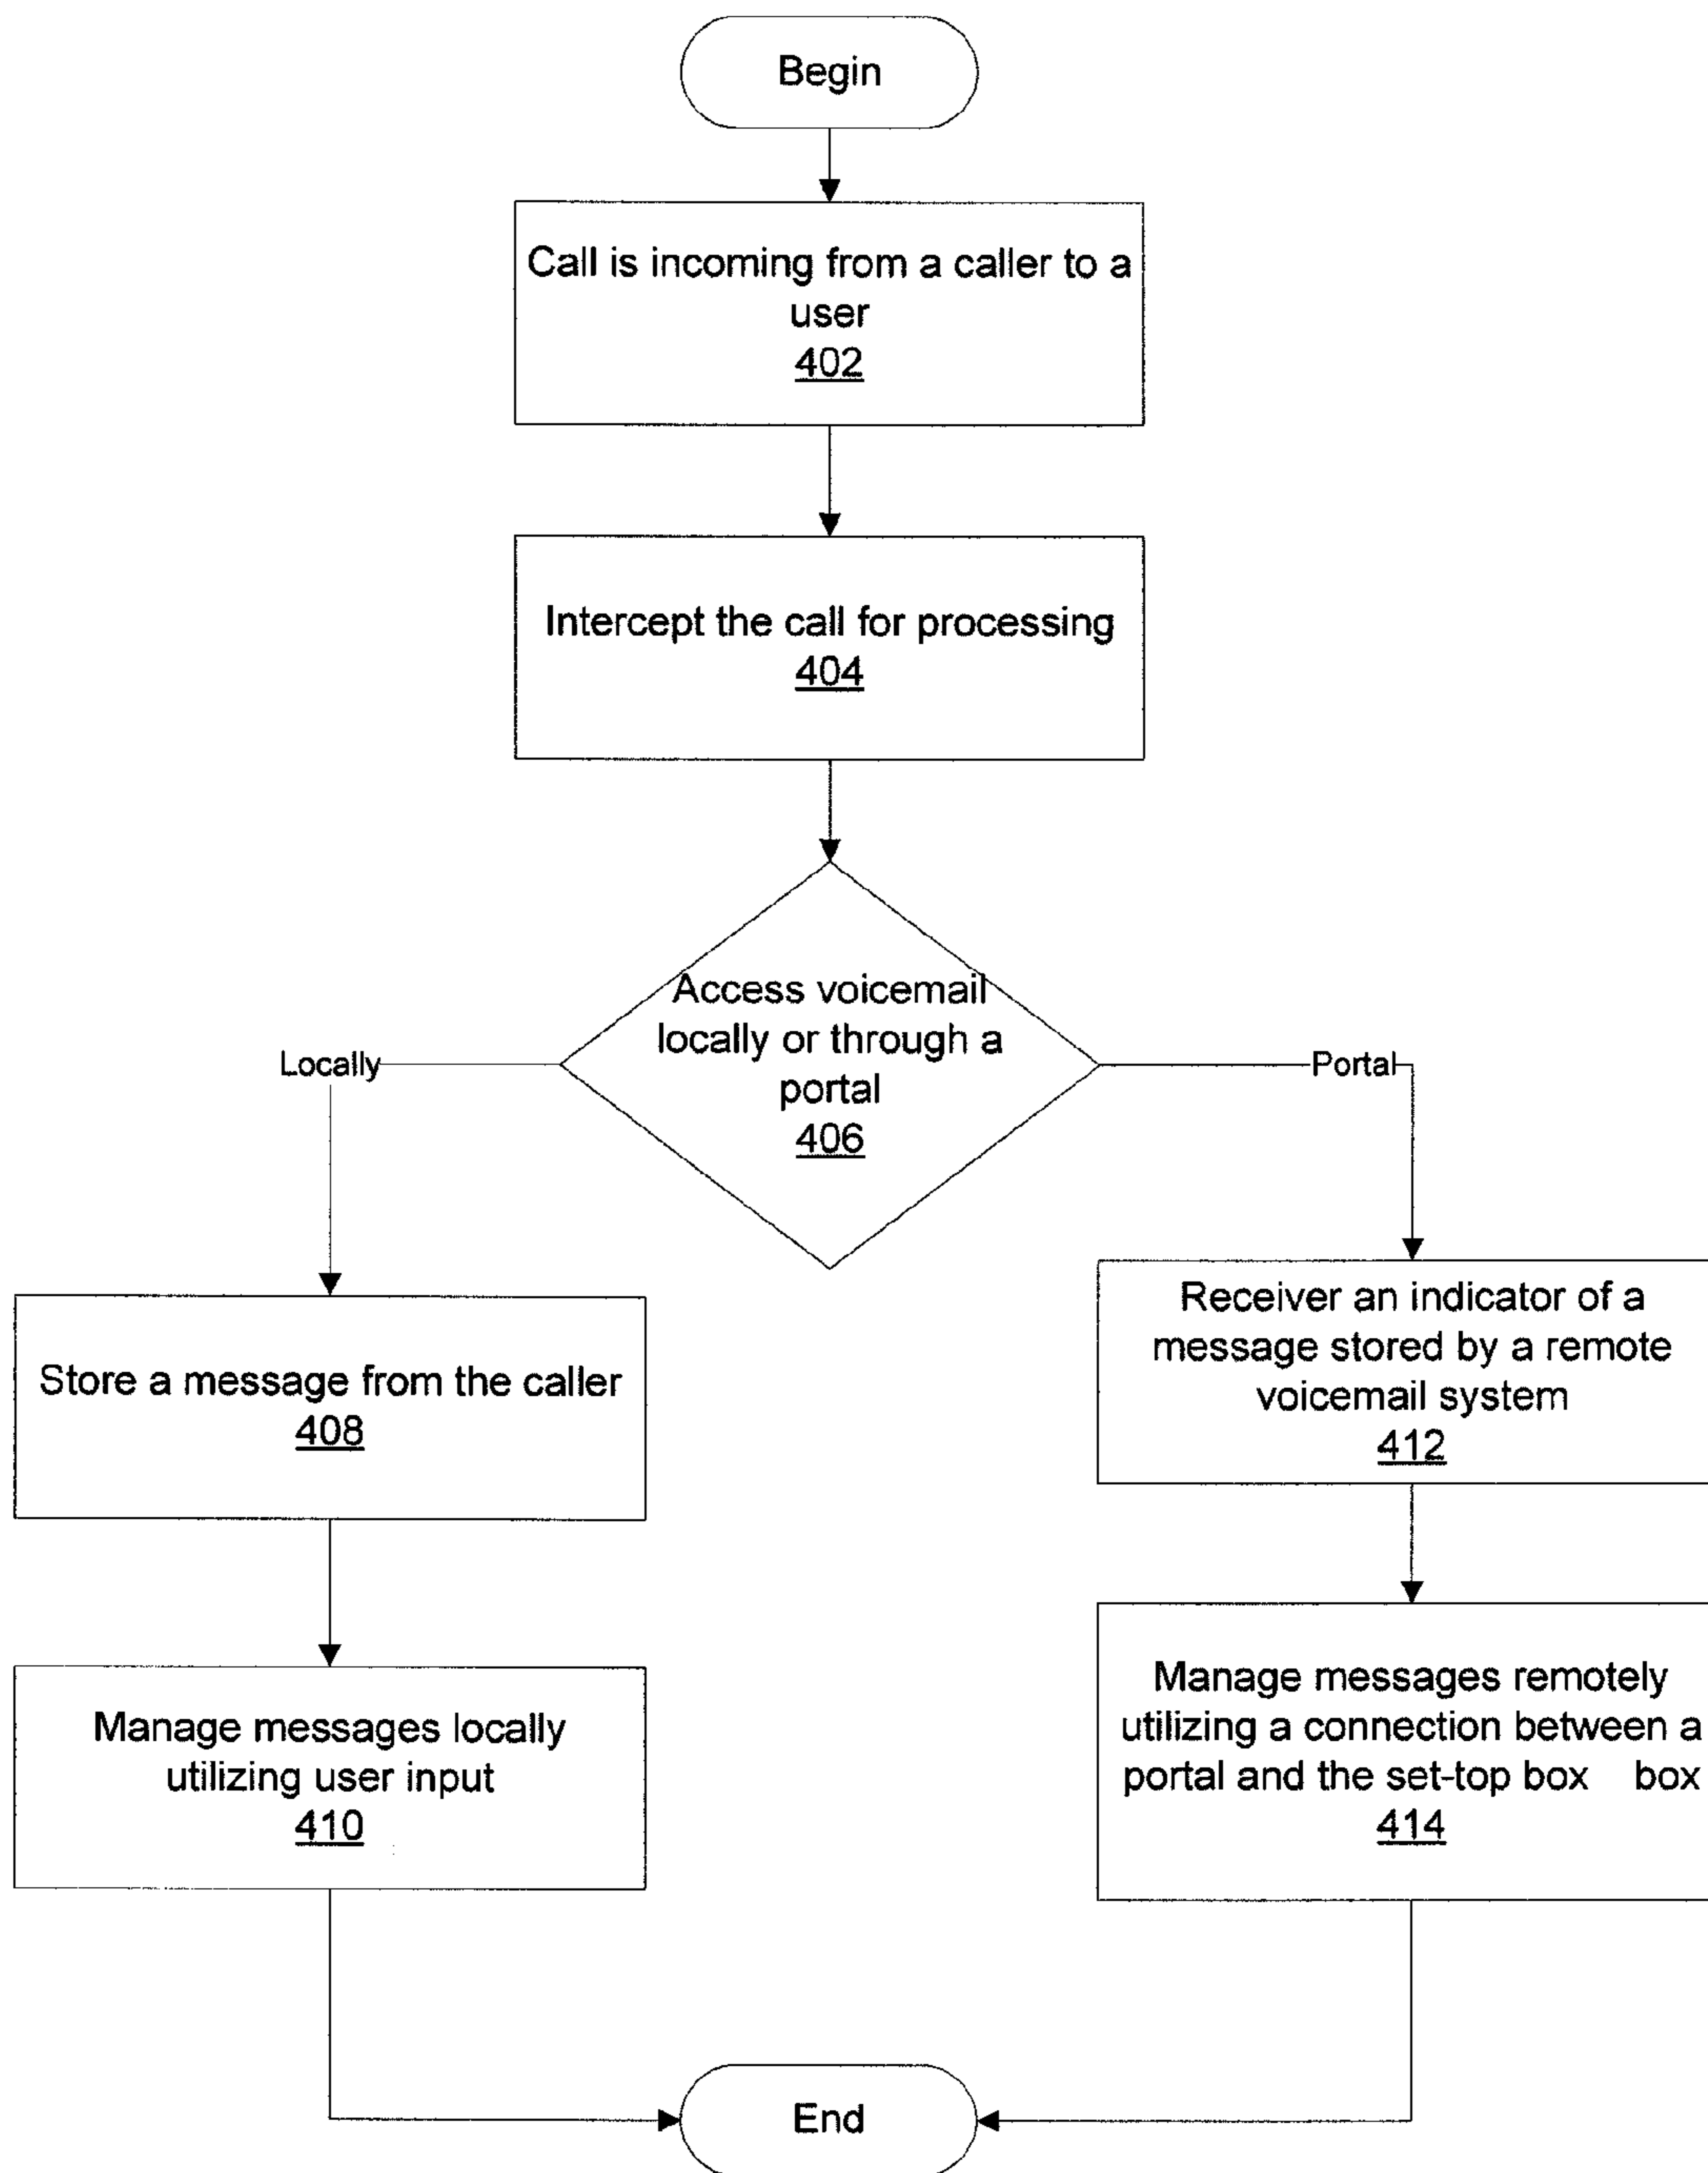 Begin
Call is incoming from a caller to a
user
402
Intercept the call for processing
404
Access voicemail
locally or through a
portal
406
Locally
Portal
Store a message from the caller
408
Manage messages locally
utilizing user input
410
Receiver an indicator of a
message stored by a remote
voicemail system
412
Manage messages remotely
utilizing a connection between a
portal and the set-top box box
414
End